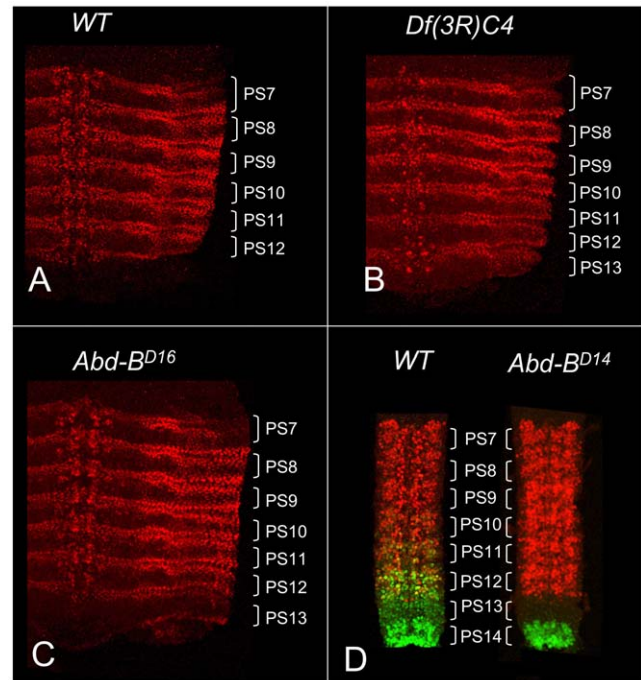 WT
PS7
PS8
PS9
PS10
PS11
PS12
A
Df(3R)C4
PS7
PS8
PS9
PS10
PS11
PS12
PS13
B
Abd-B^D16
PS7
PS8
PS9
PS10
PS11
PS12
PS13
C
WT Abd-B^D14
PS7
PS8
PS9
PS10
PS11
PS12
PS13
PS14
D